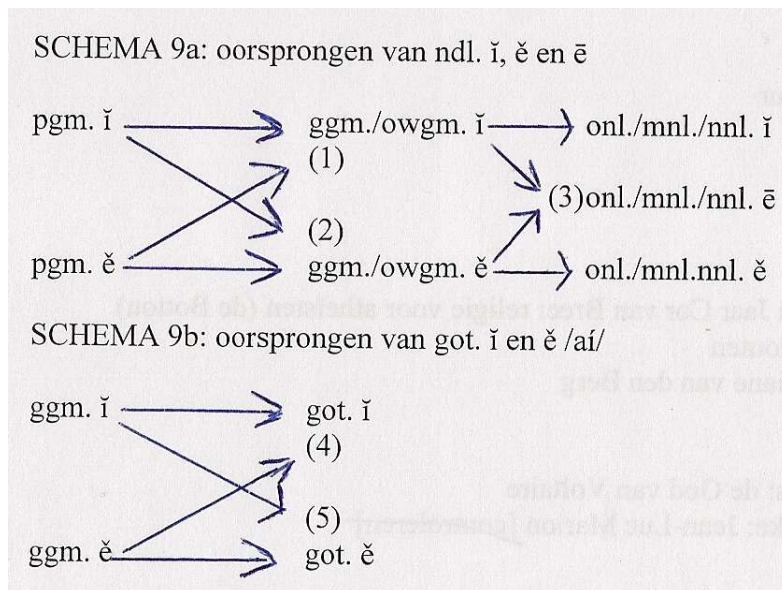 SCHEMA 9a: oorsprongen van ndl. ĭ, ĕ en ē
pgm. ĭ ggm./owgm. ĭ onl./mnl./nnl. ĭ
(1)
(3)onl./mnl./nnl. ē
(2)
pgm. ĕ ggm./owgm. ĕ onl./mnl.nnl. ĕ
SCHEMA 9b: oorsprongen van got. ĭ en ĕ /aí/
ggm. ĭ got. ĭ
(4)
(5)
ggm. ĕ got. ĕ